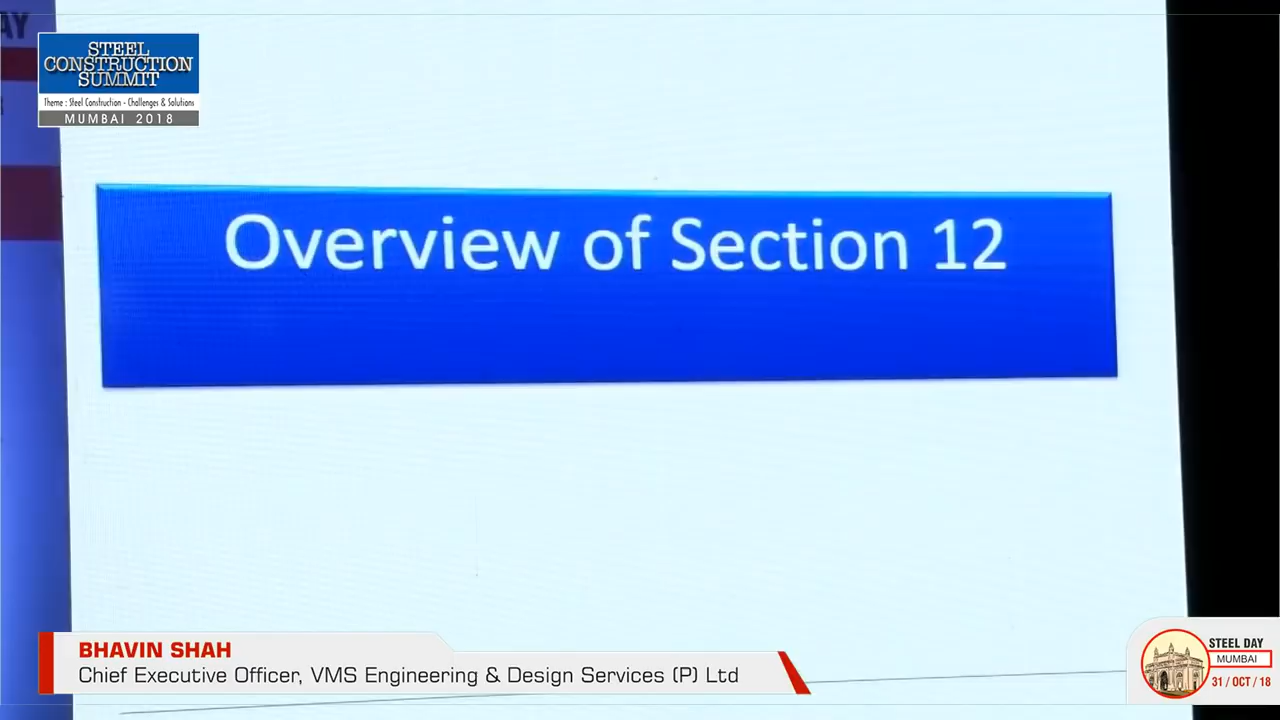 AY
STEEL
CONSTRUCTION
SUMMIT
Theme : Steel Construction - Challenges & Solutions
MUMBAI 2018
Overview of Section 12
BHAVIN SHAH
Chief Executive Officer, VMS Engineering & Design Services (P) Ltd
STEEL DAY
MUMBAI
31 / OCT / 18